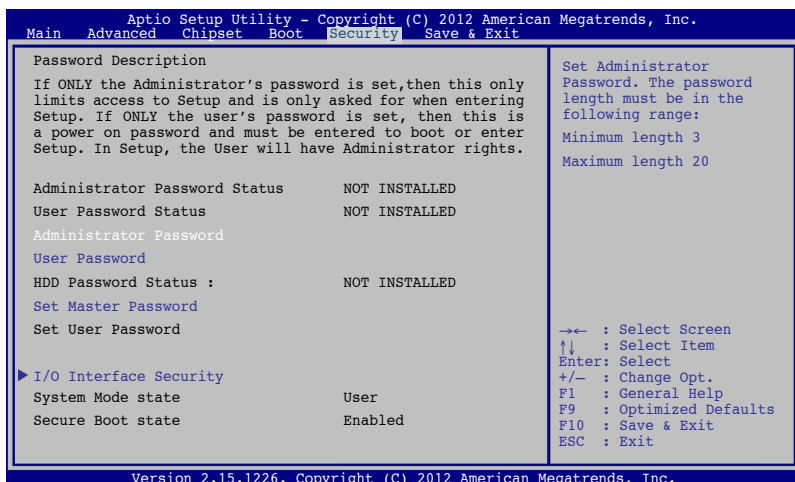 Aptio Setup Utility - Copyright (C) 2012 American Megatrends, Inc.
Main Advanced Chipset Boot Security Save & Exit
Password Description
If ONLY the Administrator's password is set,then this only
limits access to Setup and is only asked for when entering
Setup. If ONLY the user's password is set, then this is
a power on password and must be entered to boot or enter
Setup. In Setup, the User will have Administrator rights.
Administrator Password Status NOT INSTALLED
User Password Status NOT INSTALLED
Administrator Password
User Password
HDD Password Status : NOT INSTALLED
Set Master Password
Set User Password
I/O Interface Security
System Mode state User
Secure Boot state Enabled
Set Administrator
Password. The password
length must be in the
following range:
Minimum length 3
Maximum length 20
→← : Select Screen
↑↓ : Select Item
Enter: Select
+/— : Change Opt.
F1 : General Help
F9 : Optimized Defaults
F10 : Save & Exit
ESC : Exit
Version 2.15.1226. Copyright (C) 2012 American Megatrends, Inc.